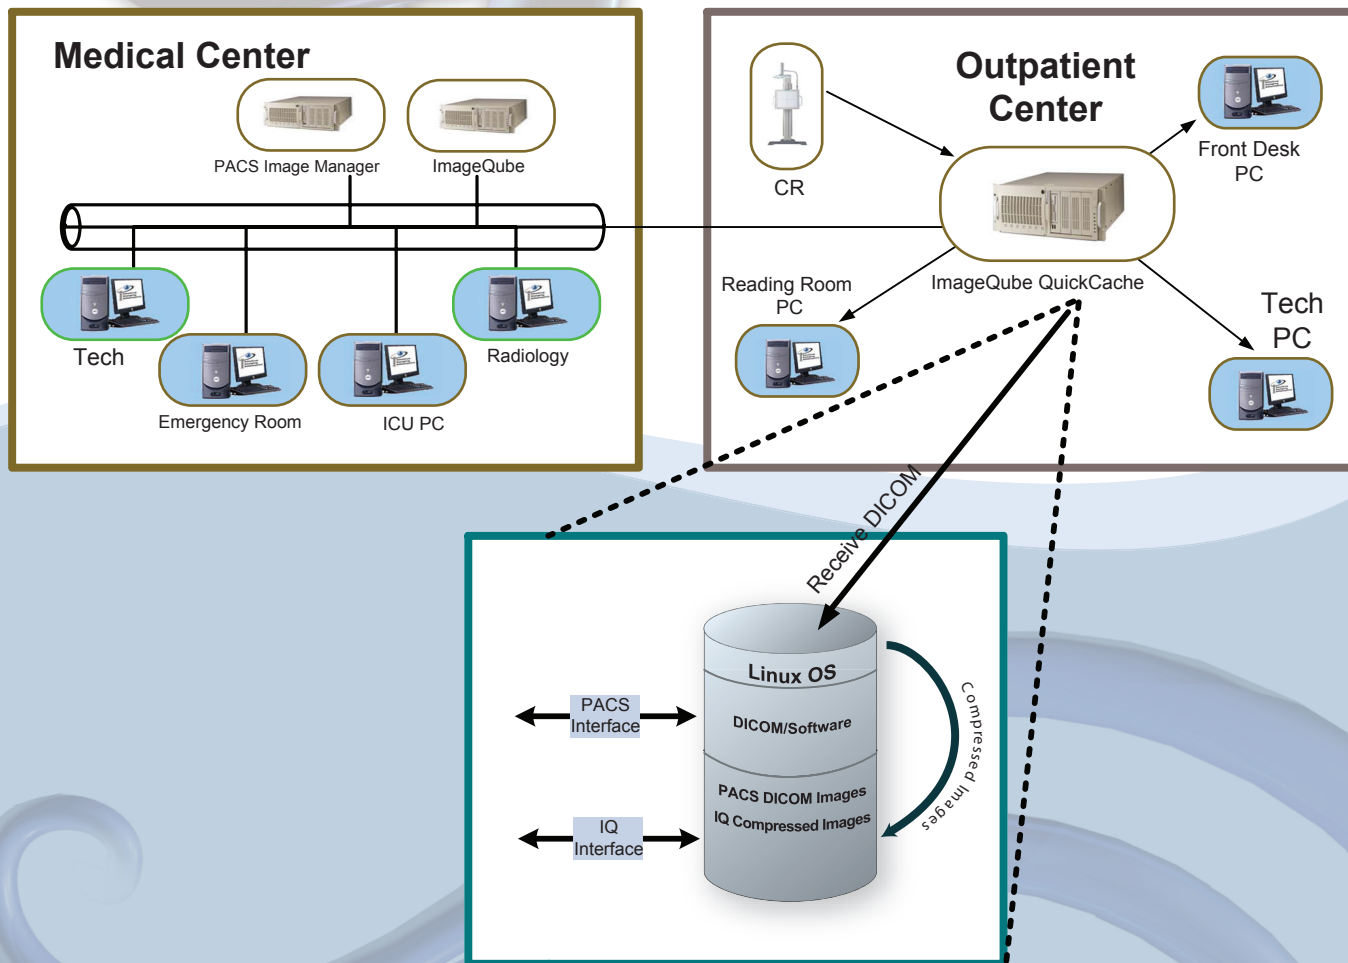 Medical Center
PACS Image Manager
ImageQube
Tech
Emergency Room
ICU PC
Radiology
Outpatient
Center
CR
Front Desk
PC
ImageQube QuickCache
Reading Room
PC
Tech
PC
Receive DICOM
Linux OS
DICOM/Software
PACS DICOM Images
IQ Compressed Images
PACS
Interface
IQ
Interface
Compressed Images